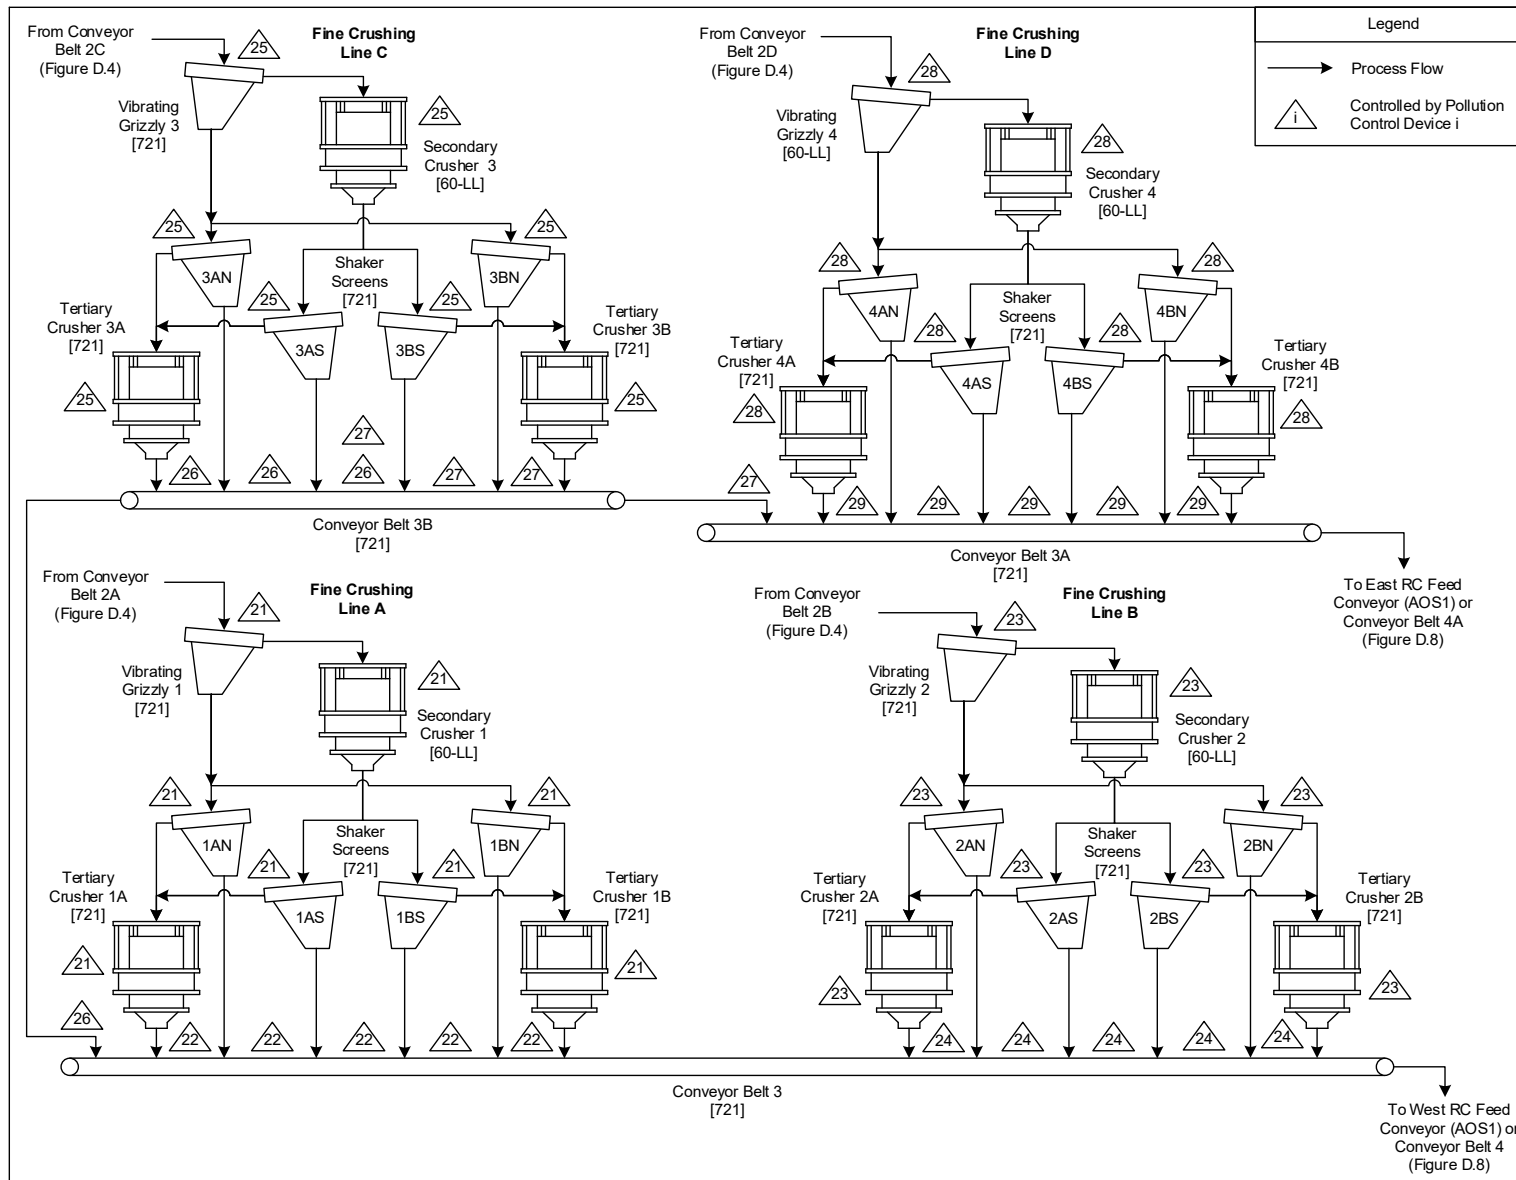 From Conveyor
Belt 2C
(Figure D.4)
25
Fine Crushing
Line C
Vibrating
Grizzly 3
[721]
25
Secondary
Crusher 3
[60-LL]
25
25
3AN
Shaker
Screens
[721]
3BN
25
25
Tertiary
Crusher 3A
[721]
3AS
3BS
Tertiary
Crusher 3B
[721]
25
25
27
26
26
26
27
27
Conveyor Belt 3B
[721]
From Conveyor
Belt 2D
(Figure D.4)
28
Fine Crushing
Line D
Vibrating
Grizzly 4
[60-LL]
28
Secondary
Crusher 4
[60-LL]
28
28
4AN
Shaker
Screens
[721]
4BN
28
28
Tertiary
Crusher 4A
[721]
4AS
4BS
Tertiary
Crusher 4B
[721]
28
28
27
29
29
29
29
29
Conveyor Belt 3A
[721]
To East RC Feed
Conveyor (AOS1) or
Conveyor Belt 4A
(Figure D.8)
Legend
Process Flow
i
Controlled by Pollution
Control Device i
From Conveyor
Belt 2A
(Figure D.4)
21
Fine Crushing
Line A
Vibrating
Grizzly 1
[721]
21
Secondary
Crusher 1
[60-LL]
21
21
1AN
Shaker
Screens
[721]
1BN
21
21
Tertiary
Crusher 1A
[721]
1AS
1BS
Tertiary
Crusher 1B
[721]
21
21
26
22
22
22
22
22
From Conveyor
Belt 2B
(Figure D.4)
23
Fine Crushing
Line B
Vibrating
Grizzly 2
[721]
23
Secondary
Crusher 2
[60-LL]
23
23
2AN
Shaker
Screens
[721]
2BN
23
23
Tertiary
Crusher 2A
[721]
2AS
2BS
Tertiary
Crusher 2B
[721]
23
23
24
24
24
24
24
Conveyor Belt 3
[721]
To West RC Feed
Conveyor (AOS1) or
Conveyor Belt 4
(Figure D.8)